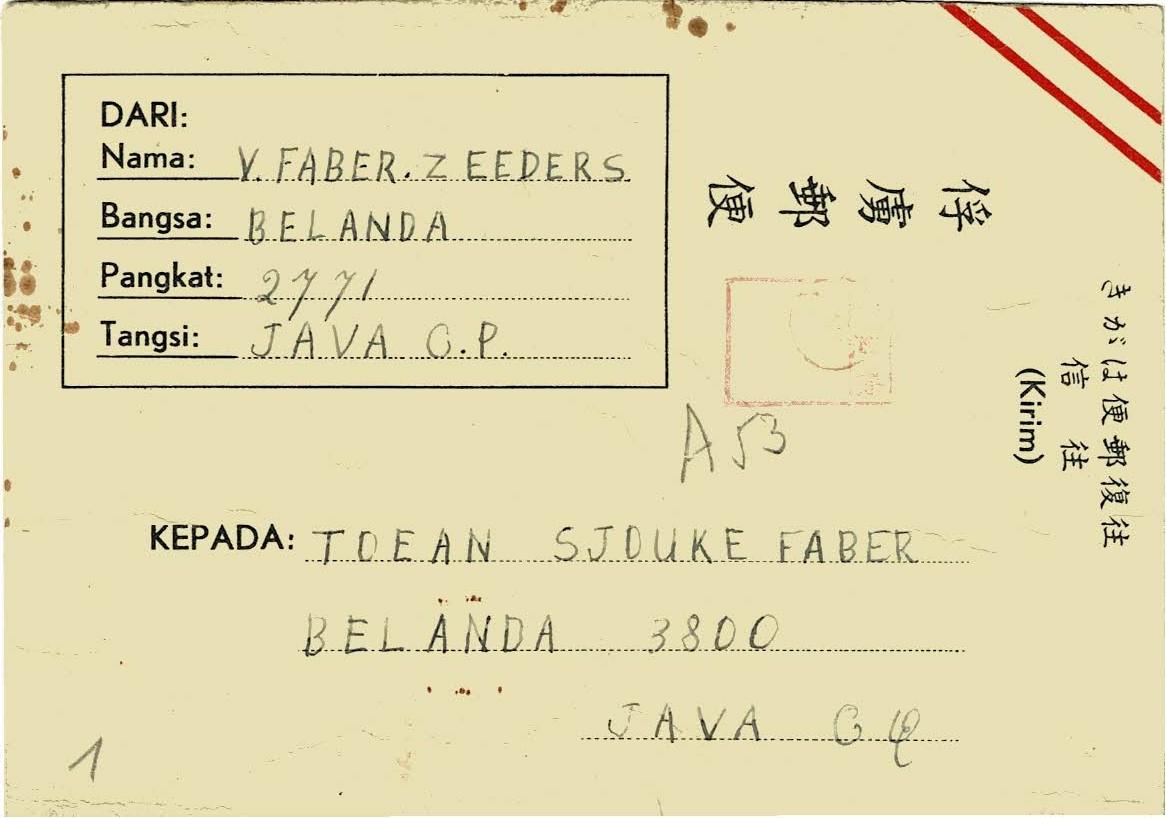 DARI:
Nama: V. FABER. ZEEDERS
Bangsa: BELANDA
Pangkat: 2771
Tangsi: JAVA C.P.
俘虜郵便
往復郵便はがき
往信
(Kirim)
A53
KEPADA: TOEAN SJOUKE FABER
BELANDA 3800
JAVA
1